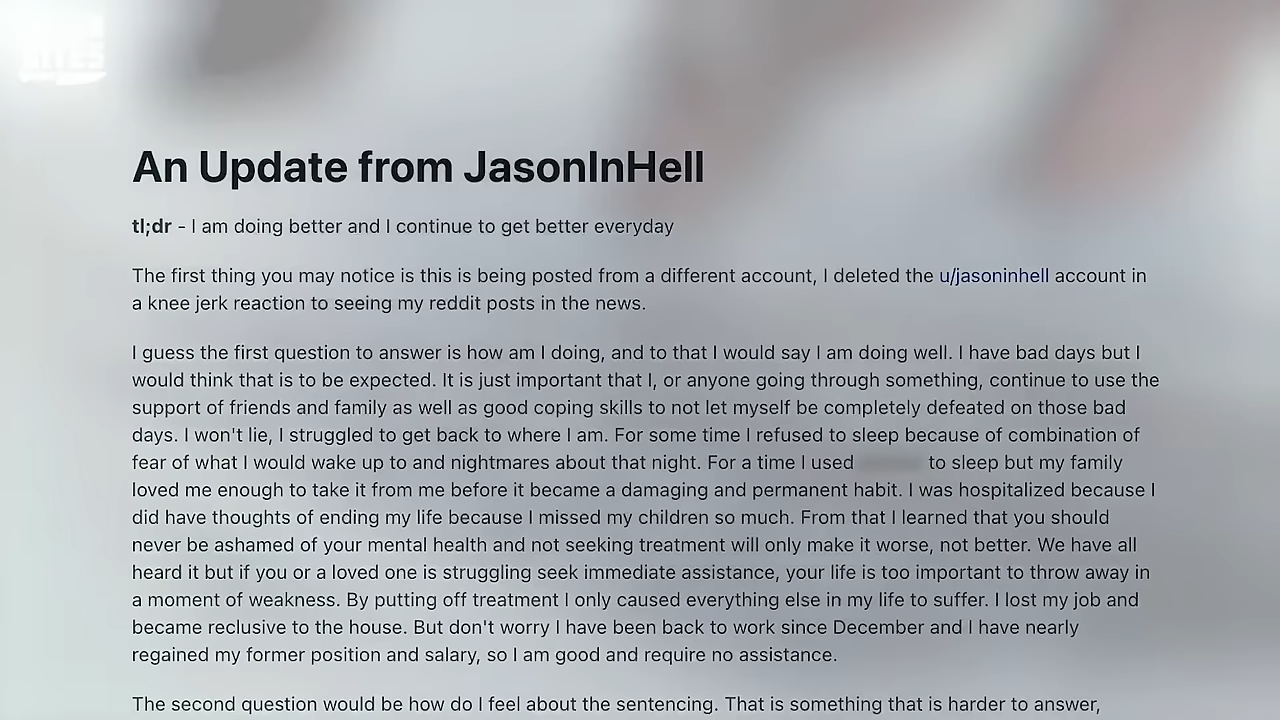 An Update from JasonInHell
tl;dr - I am doing better and I continue to get better everyday
The first thing you may notice is this is being posted from a different account, I deleted the u/jasoninhell account in
a knee jerk reaction to seeing my reddit posts in the news.
I guess the first question to answer is how am I doing, and to that I would say I am doing well. I have bad days but I
would think that is to be expected. It is just important that I, or anyone going through something, continue to use the
support of friends and family as well as good coping skills to not let myself be completely defeated on those bad
days. I won't lie, I struggled to get back to where I am. For some time I refused to sleep because of combination of
fear of what I would wake up to and nightmares about that night. For a time I used to sleep but my family
loved me enough to take it from me before it became a damaging and permanent habit. I was hospitalized because I
did have thoughts of ending my life because I missed my children so much. From that I learned that you should
never be ashamed of your mental health and not seeking treatment will only make it worse, not better. We have all
heard it but if you or a loved one is struggling seek immediate assistance, your life is too important to throw away in
a moment of weakness. By putting off treatment I only caused everything else in my life to suffer. I lost my job and
became reclusive to the house. But don't worry I have been back to work since December and I have nearly
regained my former position and salary, so I am good and require no assistance.
The second question would be how do I feel about the sentencing. That is something that is harder to answer,